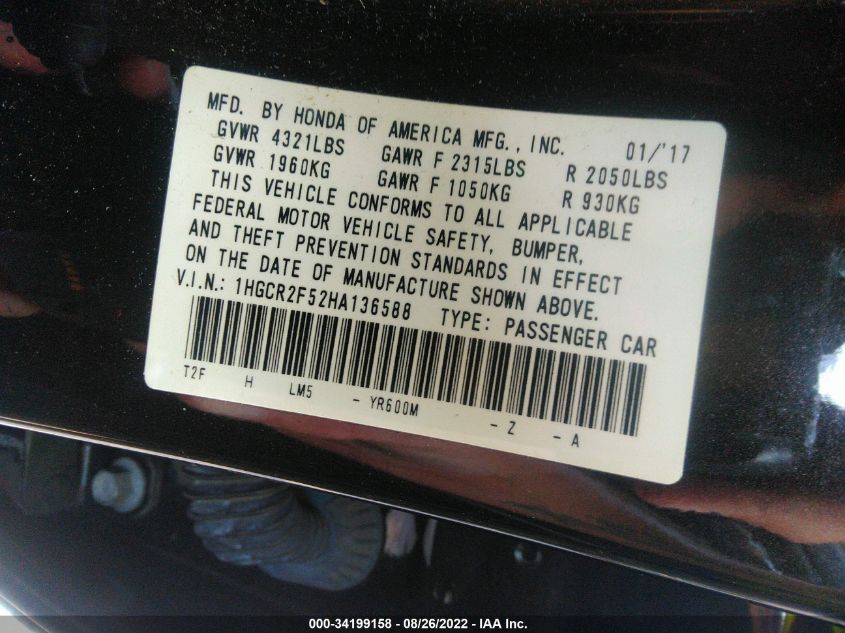 MFD. BY HONDA OF AMERICA MFG., INC. 01/'17
GVWR 4321LBS GAWR F 2315LBS R 2050LBS
GVWR 1960KG GAWR F 1050KG R 930KG
THIS VEHICLE CONFORMS TO ALL APPLICABLE
FEDERAL MOTOR VEHICLE SAFETY, BUMPER,
AND THEFT PREVENTION STANDARDS IN EFFECT
ON THE DATE OF MANUFACTURE SHOWN ABOVE.
V.I.N.: 1HGCR2F52HA136588 TYPE: PASSENGER CAR
T2F H LM5 - YR600M - Z - A
000-34199158 - 08/26/2022 - IAA Inc.